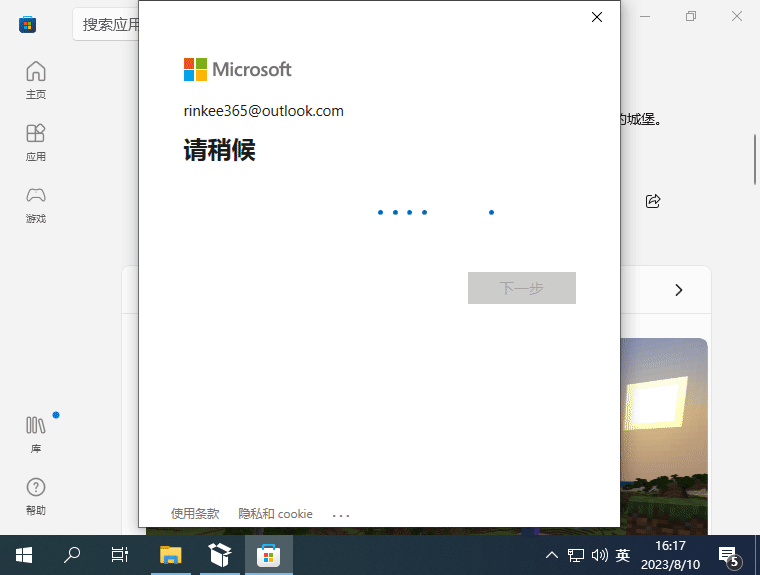 搜索应用
Microsoft
rinkee365@outlook.com
请稍候
的城堡。
主页
应用
游戏
下一步
库
帮助
使用条款
隐私和 cookie
...
英
16:17
2023/8/10
5